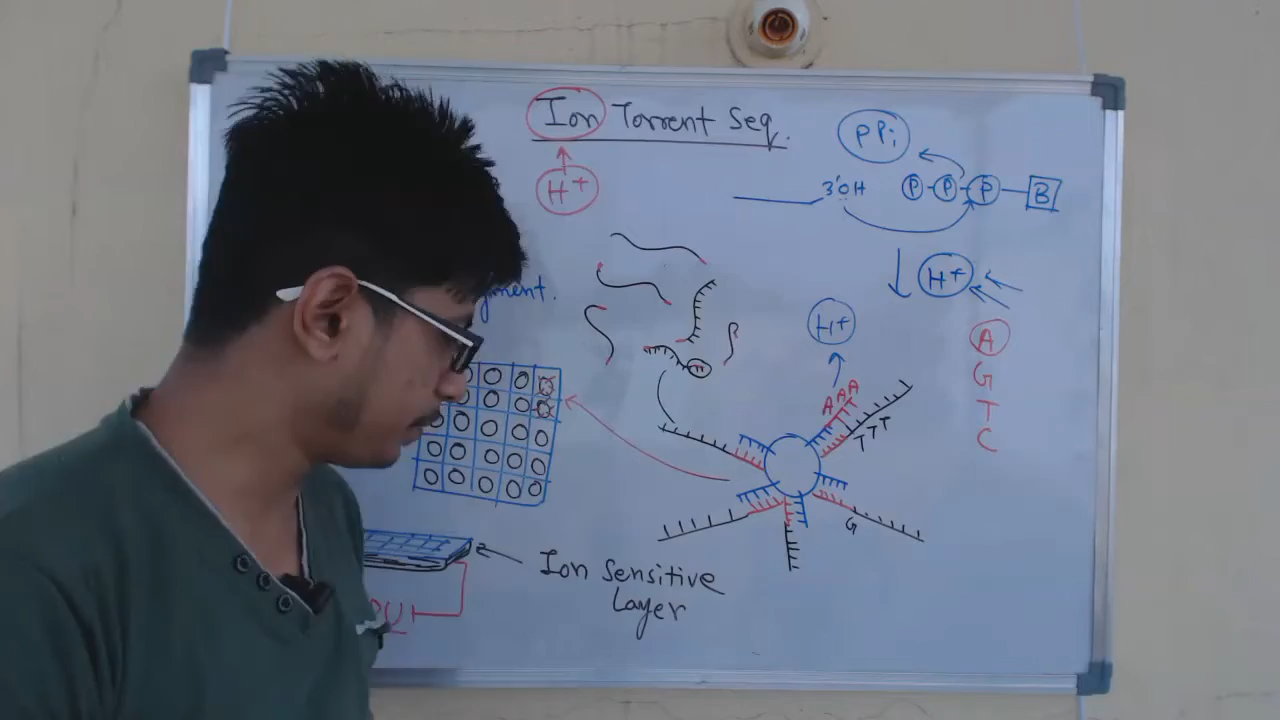 Ion Torrent Seq.
PPi
H+
3'OH P-P-P-B
H+
H+
A
G
T
C
A A A
T T T
G
Ion Sensitive
Layer